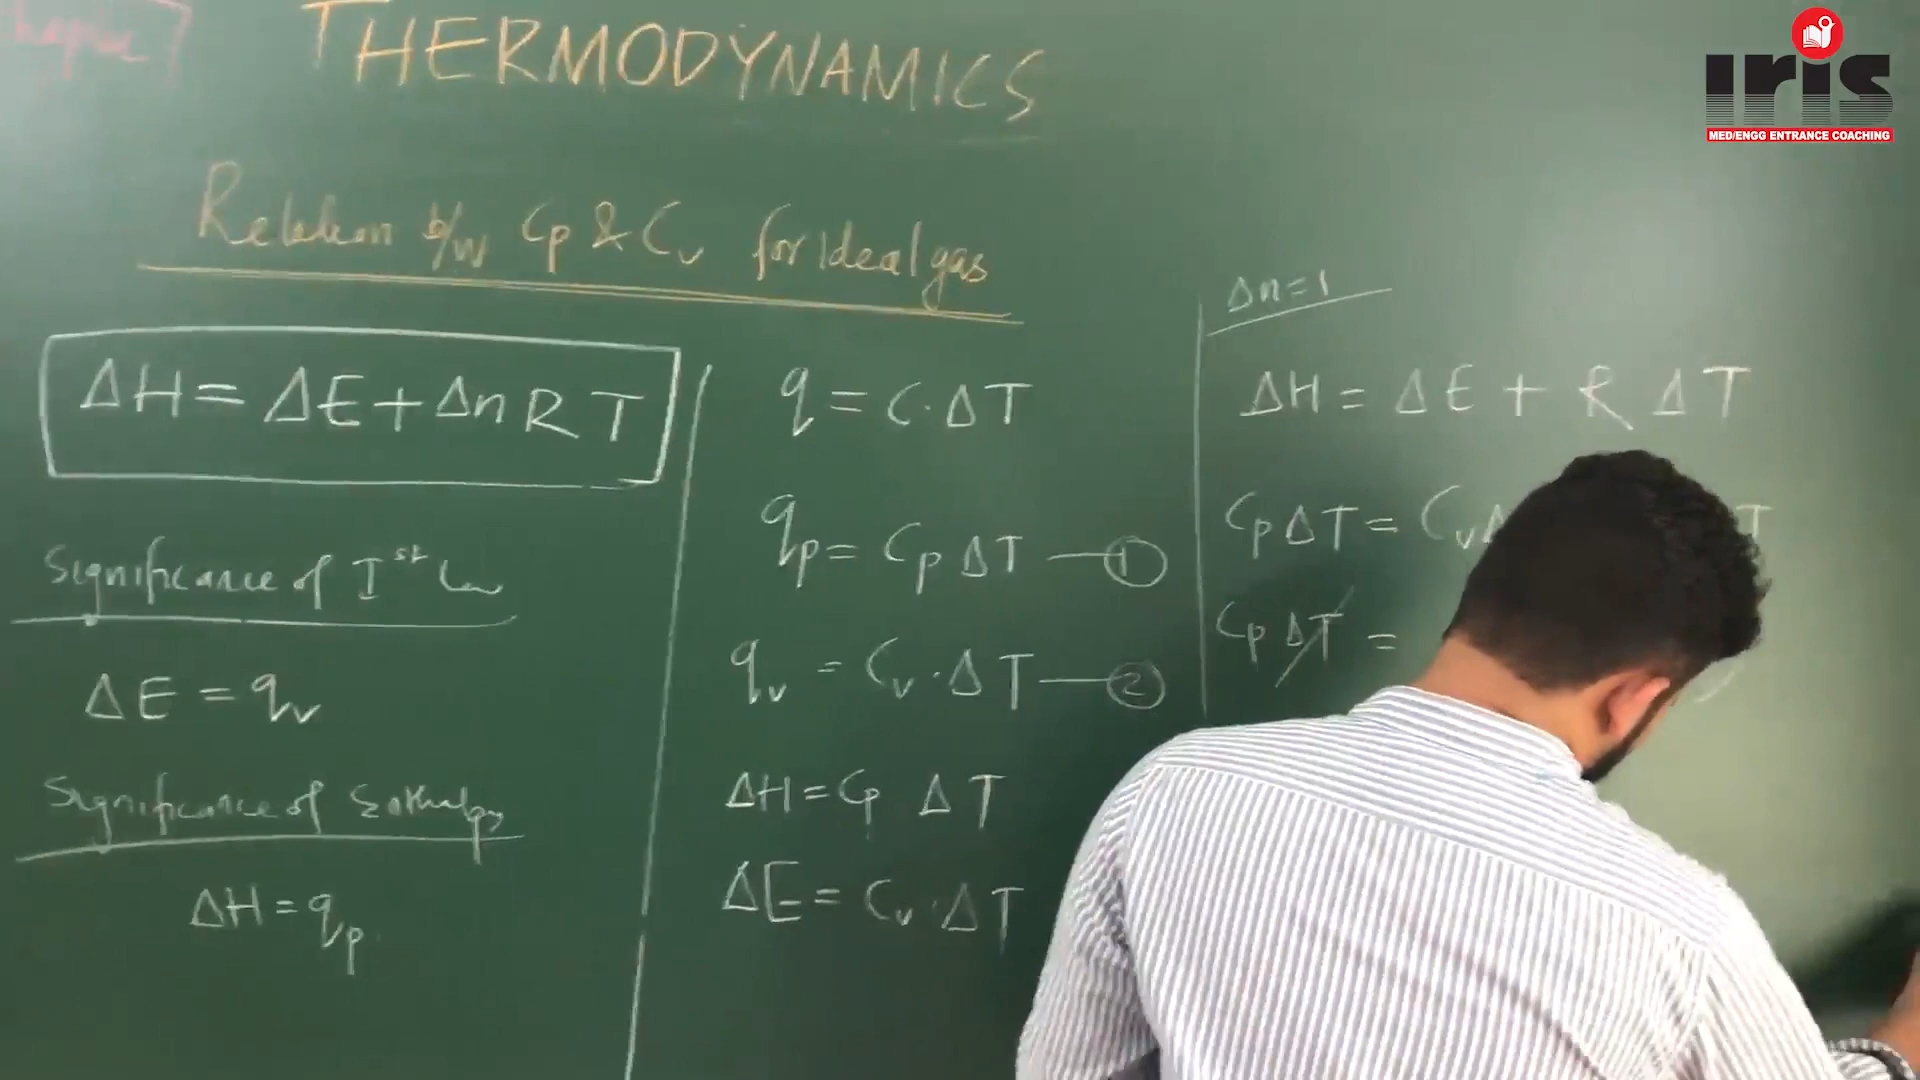 Chapter
THERMODYNAMICS
iris
MED/ENGG ENTRANCE COACHING
Relation b/w Cp & Cv for Ideal gas
ΔH = ΔE + Δn R T
Significance of Ist Law
ΔE = qv
Significance of Enthalpy
ΔH = qp.
q = C·ΔT
qp = Cp ΔT — ①
qv = Cv·ΔT — ②
ΔH = Cp ΔT
ΔE = Cv·ΔT
Δn = 1
ΔH = ΔE + R ΔT
Cp ΔT = Cv Δ T
Cp ΔT =